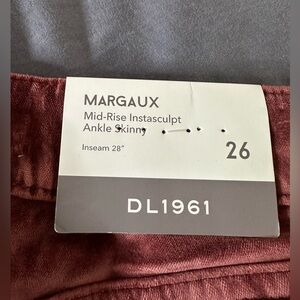 MARGAUX
Mid-Rise Instasculpt
Ankle Skinny
Inseam 28"
26
DL1961